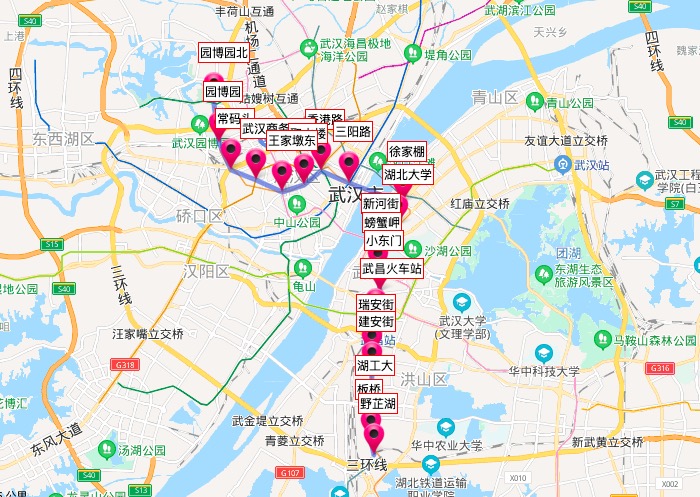 丰荷山互通
赵家條
武湖滨江公园
S40
上港
机场二通道
天兴乡
园博园北
武汉海昌极地
海洋公园
堤角公园
四环线
四环线
园博园
姑嫂树互通
青山区
青山公园
常码头
香港路
武汉商务
三阳路
王家墩东
楼
武汉园博
友谊大道立交桥
东西湖区
徐家棚
武汉站
湖北大学
武汉工程
学院(白
武汉
新河街
红庙立交桥
S7
硚口区
中山公园
螃蟹岬
小东门
沙湖公园
S15
团湖
汉阳区
龟山
武昌火车站
东湖生态
旅游风景区
三环线
S40
湿地公园
瑞安街
建安街
武汉大学
(文理学部)
汪家嘴立交桥
马鞍山森林公园
G318
湖工大
华中科技大学
G316
洪山区
板桥
野芷湖
武金堤立交桥
东风大道
青菱立交桥
华中农业大学
新武黄立交桥
汤湖公园
三环线
G107
S40
S13
湖北铁道运输
职业学院
X010
X002